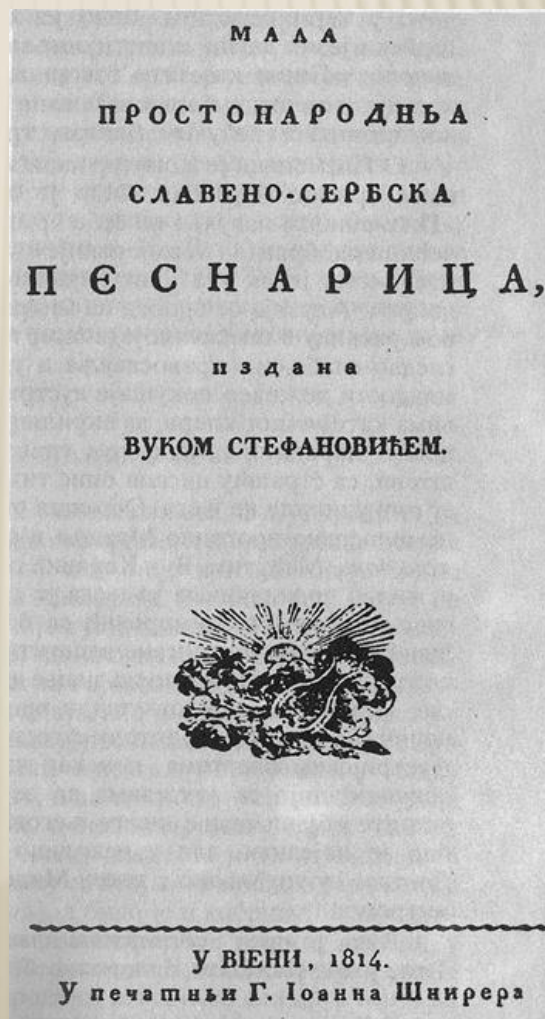 МАЛА
ПРОСТОНАРОДНЬА
СЛАВЕНО-СЕРБСКА
ПЄСНАРИЦА,
издана
ВУКОМ СТЕФАНОВИЋЕМ.
У ВІЕНИ, 1814.
У печатньи Г. Іоанна Шнирера